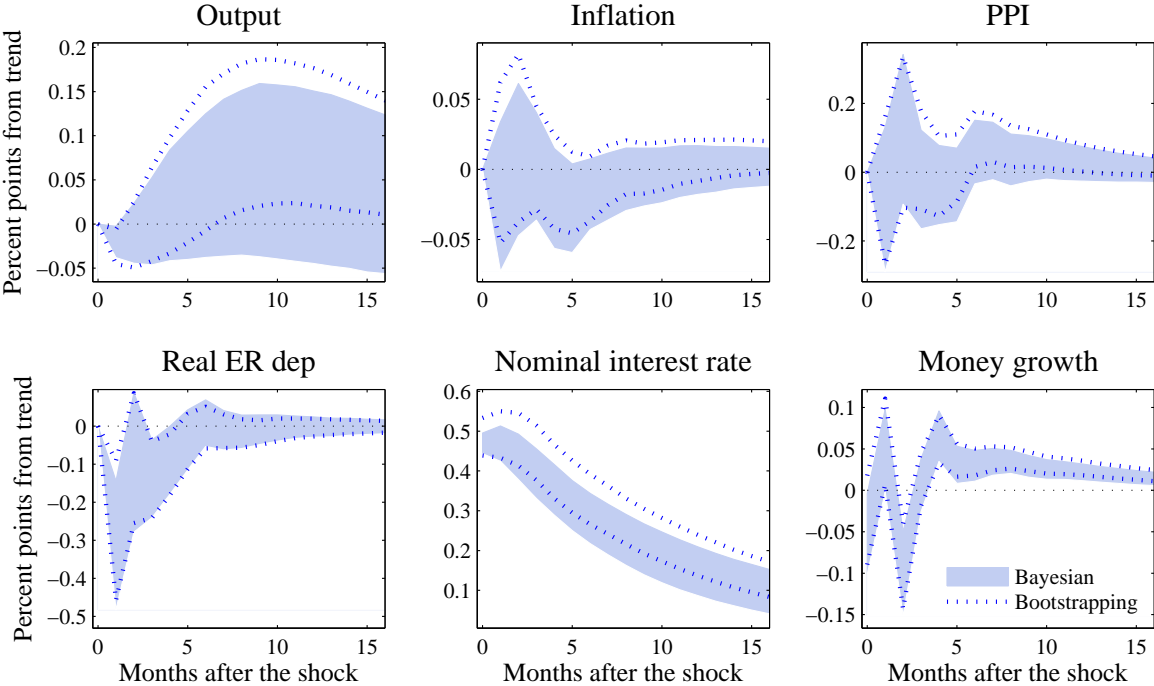 Output
Inflation
PPI
Percent points from trend
0.2
0.15
0.1
0.05
0
−0.05
0 5 10 15
0.05
0
−0.05
0 5 10 15
0.2
0
−0.2
0 5 10 15
Real ER dep
Nominal interest rate
Money growth
Percent points from trend
0
−0.1
−0.2
−0.3
−0.4
−0.5
0 5 10 15
Months after the shock
0.6
0.5
0.4
0.3
0.2
0.1
0 5 10 15
Months after the shock
0.1
0.05
0
−0.05
−0.1
−0.15
Bayesian
Bootstrapping
0 5 10 15
Months after the shock